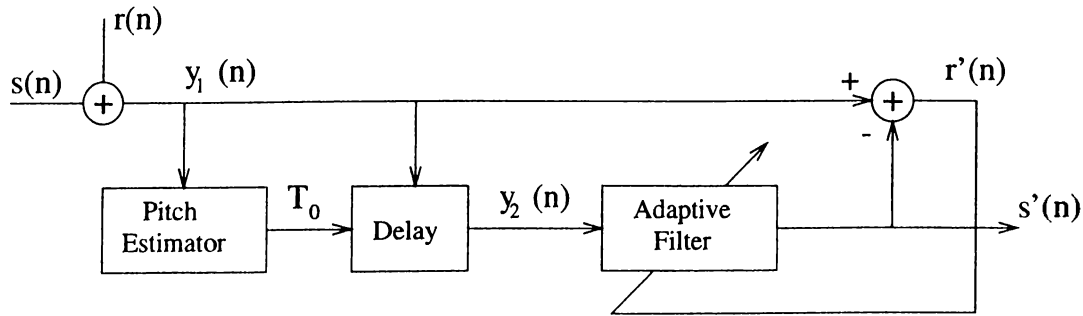 r(n)
s(n)
+
y₁ (n)
+
+
r'(n)
-
Pitch
Estimator
T₀
Delay
y₂ (n)
Adaptive
Filter
s'(n)